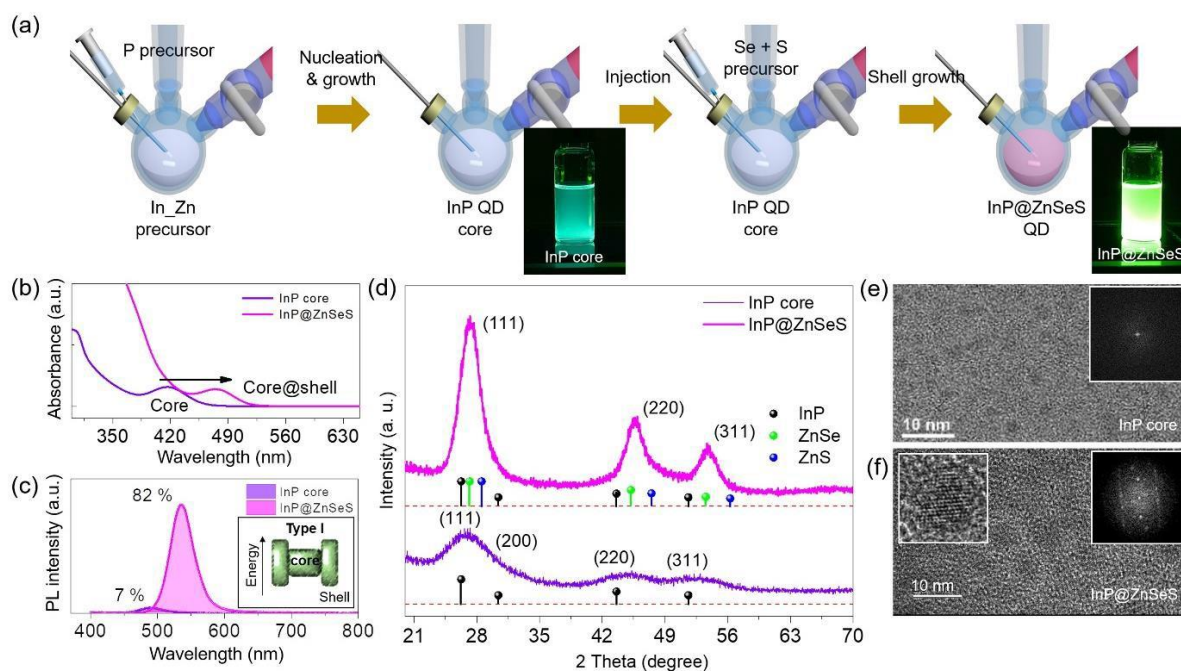 (a)
P precursor
Nucleation
& growth
Injection
Se + S
precursor
Shell growth
In_Zn
precursor
InP QD
core
InP core
InP QD
core
InP@ZnSeS
QD
InP@ZnSeS
(b)
Absorbance (a.u.)
InP core
InP@ZnSeS
Core@shell
Core
350 420 490 560 630
Wavelength (nm)
(c)
PL intensity (a.u.)
82 %
7 %
InP core
InP@ZnSeS
Type I
Energy
core
Shell
400 500 600 700 800
Wavelength (nm)
(d)
Intensity (a. u.)
InP core
InP@ZnSeS
(111)
(220)
(311)
InP
ZnSe
ZnS
(111)
(200)
(220)
(311)
21 28 35 42 49 56 63 70
2 Theta (degree)
(e)
10 nm
InP core
(f)
10 nm
InP@ZnSeS